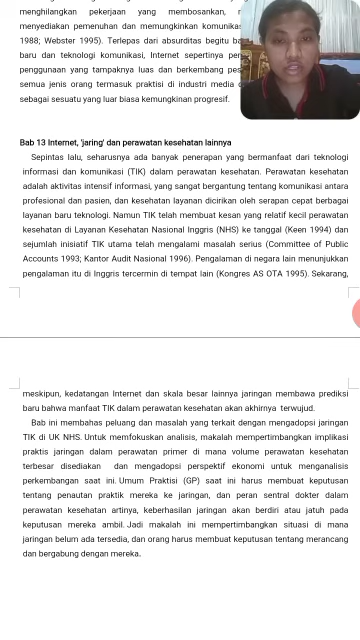 menghilangkan pekerjaan yang membosankan,
menyediakan pemenuhan dan memungkinkan
1988; Webster 1995). Terlepas dari absurditas begitu
baru dan teknologi komunikasi, Internet sepertinya
penggunaan yang tampaknya luas dan berkembang
semua jenis orang termasuk praktisi di industri media
sebagai sesuatu yang luar biasa kemungkinan progresif.
Bab 13 Internet, 'jaring' dan perawatan kesehatan lainnya
Sepintas lalu, seharusnya ada banyak penerapan yang bermanfaat dari teknologi
informasi dan komunikasi (TIK) dalam perawatan kesehatan. Perawatan kesehatan
adalah aktivitas intensif informasi, yang sangat bergantung tentang komunikasi antara
profesional dan pasien, dan kesehatan layanan dicirikan oleh serapan cepat berbagai
layanan baru teknologi. Namun TIK telah membuat kesan yang relatif kecil perawatan
kesehatan di Layanan Kesehatan Nasional Inggris (NHS) ke tanggal (Keen 1994) dan
sejumlah inisiatif TIK utama telah mengalami masalah serius (Committee of Public
Accounts 1993; Kantor Audit Nasional 1996). Pengalaman di negara lain menunjukkan
pengalaman itu di Inggris tercermin di tempat lain (Kongres AS OTA 1995). Sekarang,
meskipun, kedatangan Internet dan skala besar lainnya jaringan membawa prediksi
baru bahwa manfaat TIK dalam perawatan kesehatan akan akhirnya terwujud.
Bab ini membahas peluang dan masalah yang terkait dengan mengadopsi jaringan
TIK di UK NHS. Untuk memfokuskan analisis, makalah mempertimbangkan implikasi
praktis jaringan dalam perawatan primer di mana volume perawatan kesehatan
terbesar disediakan dan mengadopsi perspektif ekonomi untuk menganalisis
perkembangan saat ini. Umum Praktisi (GP) saat ini harus membuat keputusan
tentang penautan praktik mereka ke jaringan, dan peran sentral dokter dalam
perawatan kesehatan artinya, keberhasilan jaringan akan berdiri atau jatuh pada
keputusan mereka ambil. Jadi makalah ini mempertimbangkan situasi di mana
jaringan belum ada tersedia, dan orang harus membuat keputusan tentang merancang
dan bergabung dengan mereka.